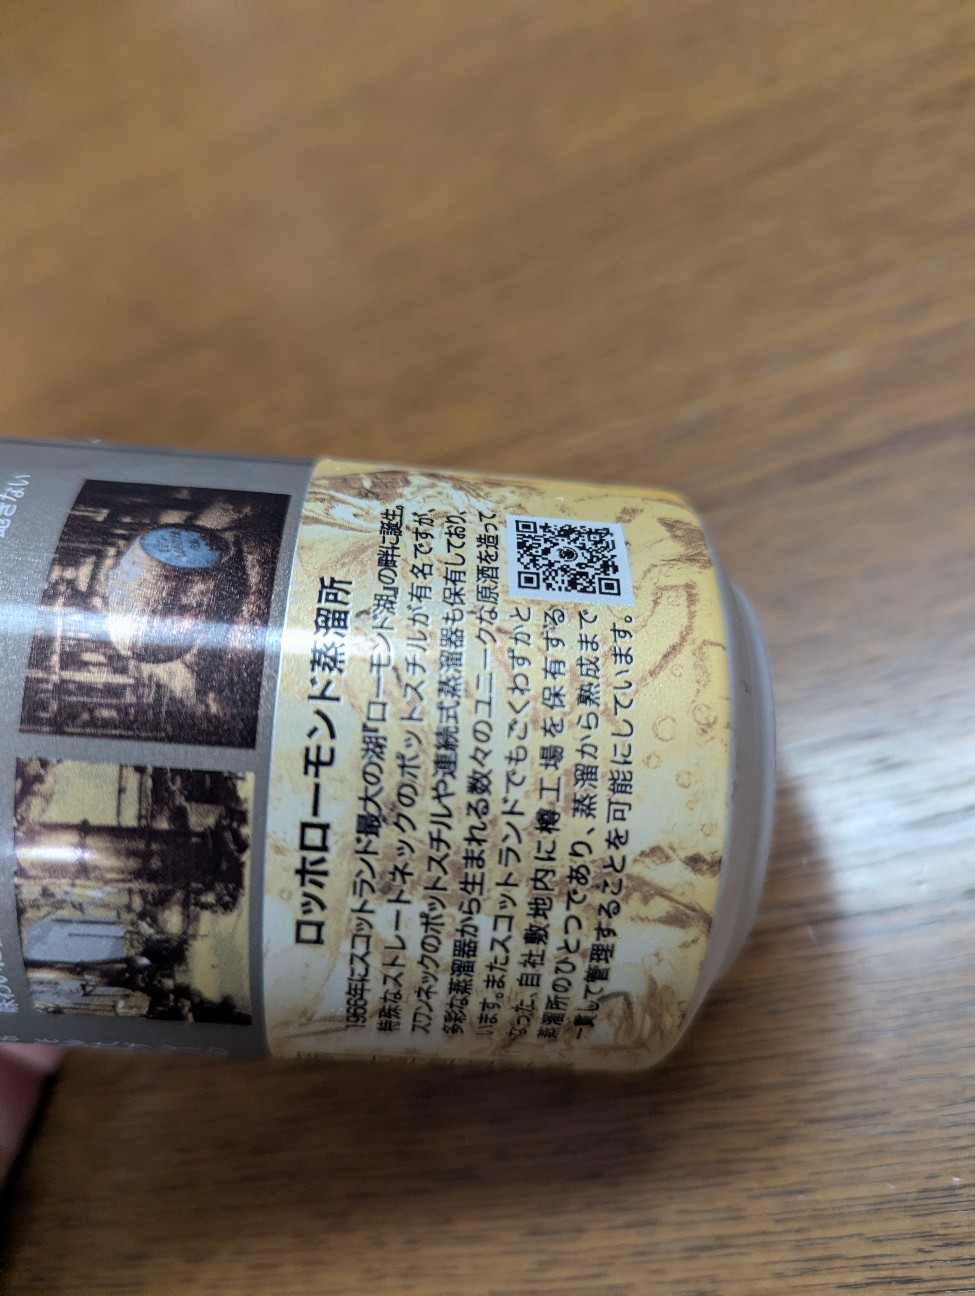 ロッホローモンド蒸溜所
1966年にスコットランド最大の湖『ローモンド湖』の畔に誕生。
特殊なストレートネックのポットスチルが有名ですが、
スワンネックのポットスチルや連続式蒸溜器も保有しており、
多彩な蒸溜器から生まれる数々のユニークな原酒を造って
います。またスコットランドでもごくわずかと
なった、自社敷地内に樽工場を保有する
蒸溜所のひとつであり、蒸溜から熟成まで
一貫して管理することを可能にしています。
飽きない